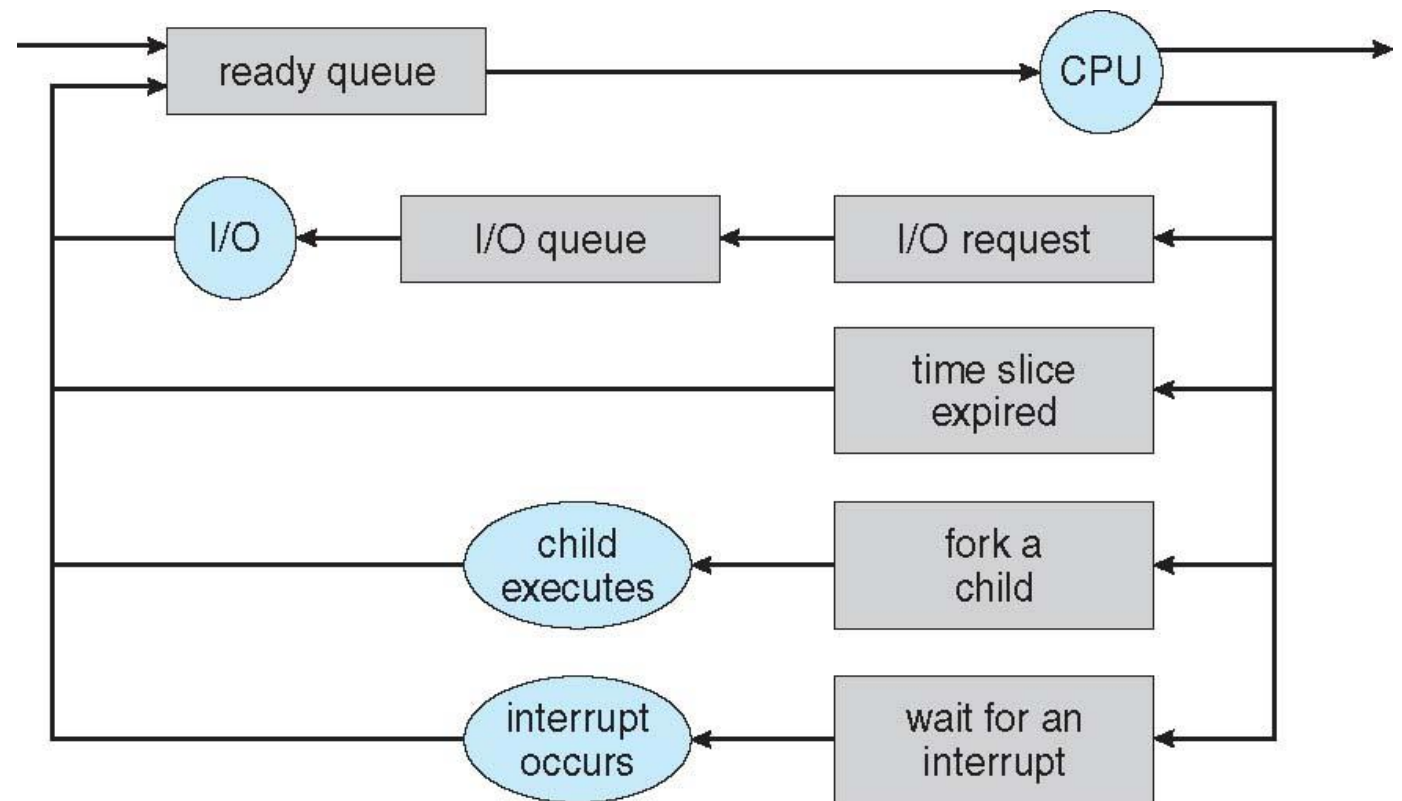 ready queue
CPU
I/O
I/O queue
I/O request
time slice
expired
child
executes
fork a
child
interrupt
occurs
wait for an
interrupt